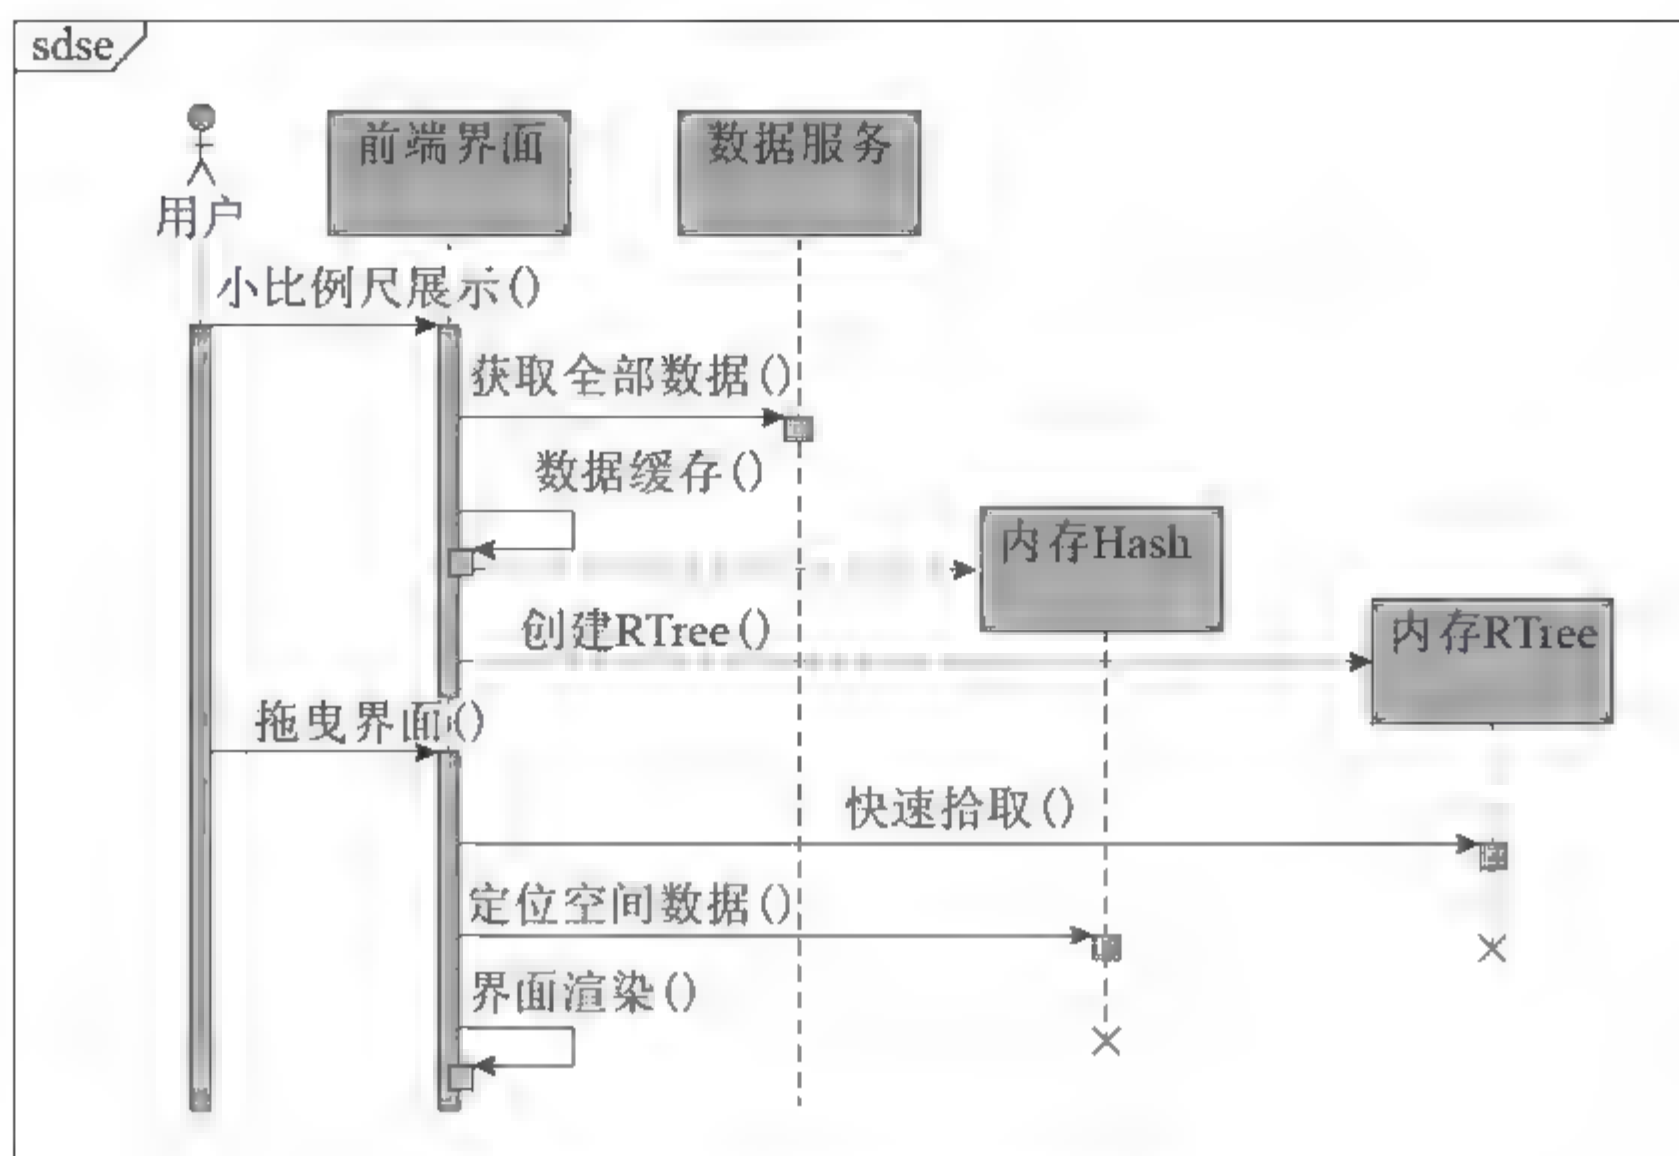 sdse
前端界面
数据服务
用户
小比例尺展示()
获取全部数据()
数据缓存()
内存Hash
创建RTree()
内存RTree
拖曳界面()
快速拾取()
定位空间数据()
界面渲染()